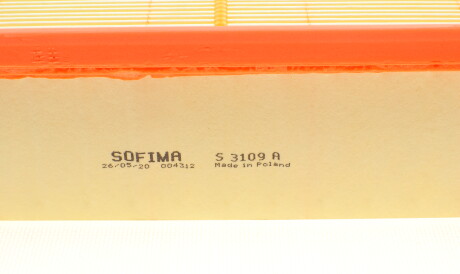 SOFIMA S 3109 A
26/05/20 004312 Made in Poland